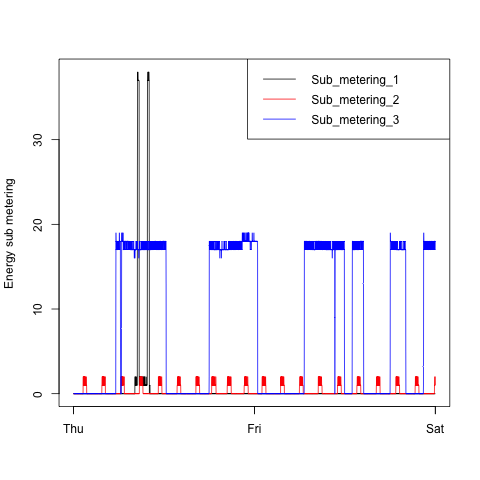 Sub_metering_1
Sub_metering_2
Sub_metering_3
Energy sub metering
30
20
10
0
Thu
Fri
Sat